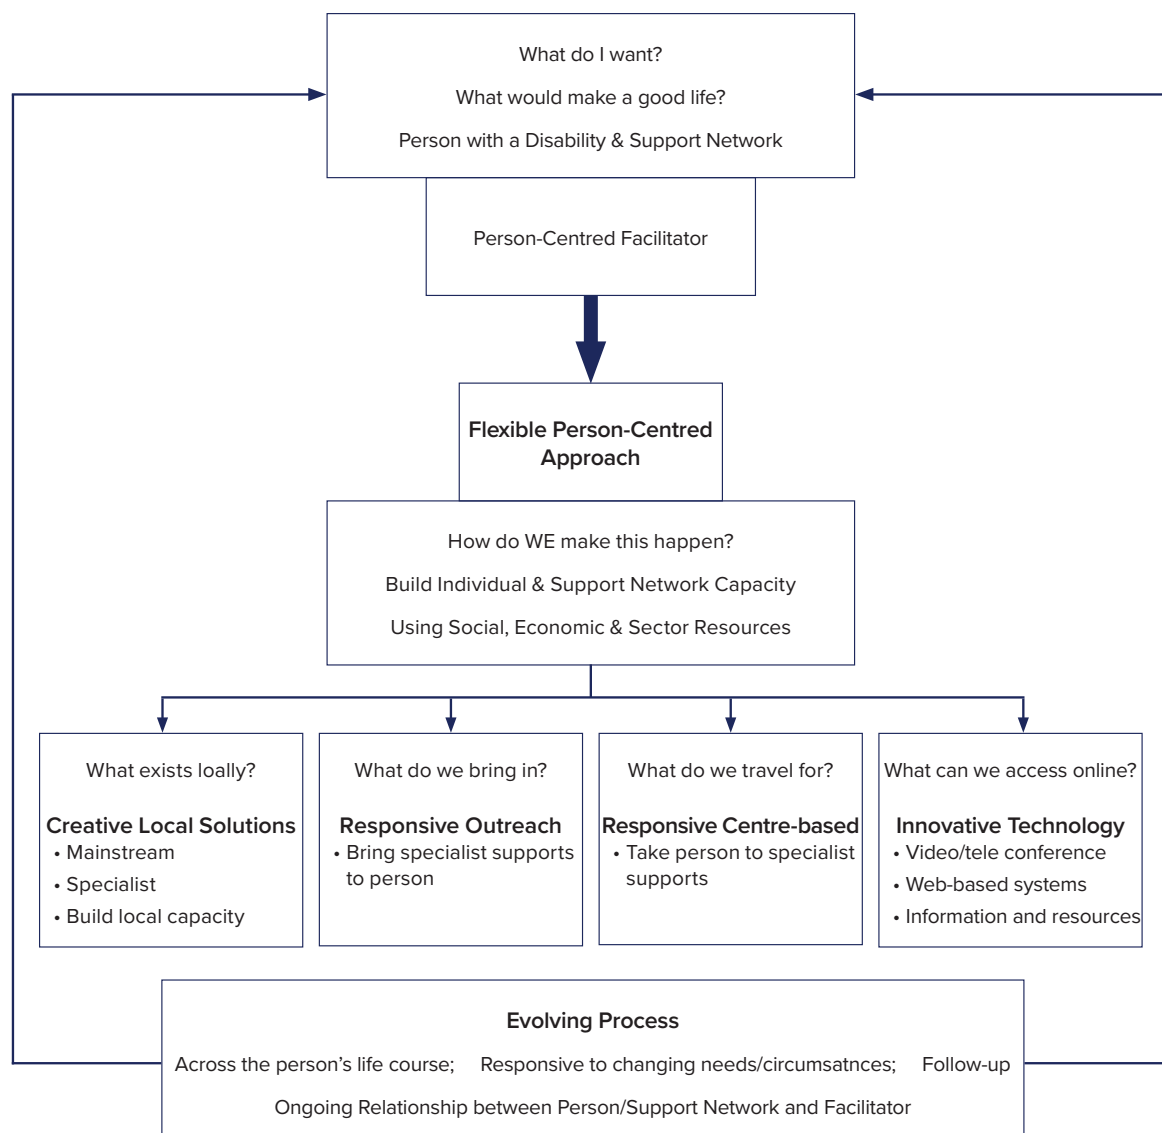 What do I want?
What would make a good life?
Person with a Disability & Support Network
Person-Centred Facilitator
Flexible Person-Centred
Approach
How do WE make this happen?
Build Individual & Support Network Capacity
Using Social, Economic & Sector Resources
What exists loally?
Creative Local Solutions
• Mainstream
• Specialist
• Build local capacity
What do we bring in?
Responsive Outreach
• Bring specialist supports
to person
What do we travel for?
Responsive Centre-based
• Take person to specialist
supports
What can we access online?
Innovative Technology
• Video/tele conference
• Web-based systems
• Information and resources
Evolving Process
Across the person’s life course; Responsive to changing needs/circumsatnces; Follow-up
Ongoing Relationship between Person/Support Network and Facilitator